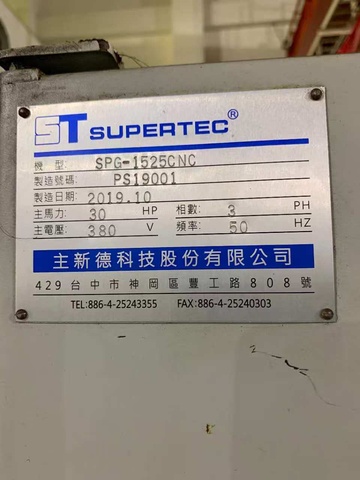 ST SUPERTEC®
機型: SPG-1525CNC
製造號碼: PS19001
製造日期: 2019.10
主馬力: 30 HP 相數: 3 PH
主電壓: 380 V 頻率: 50 HZ
主新德科技股份有限公司
429 台中市神岡區豐工路808號
TEL:886-4-25243355 FAX:886-4-25240303